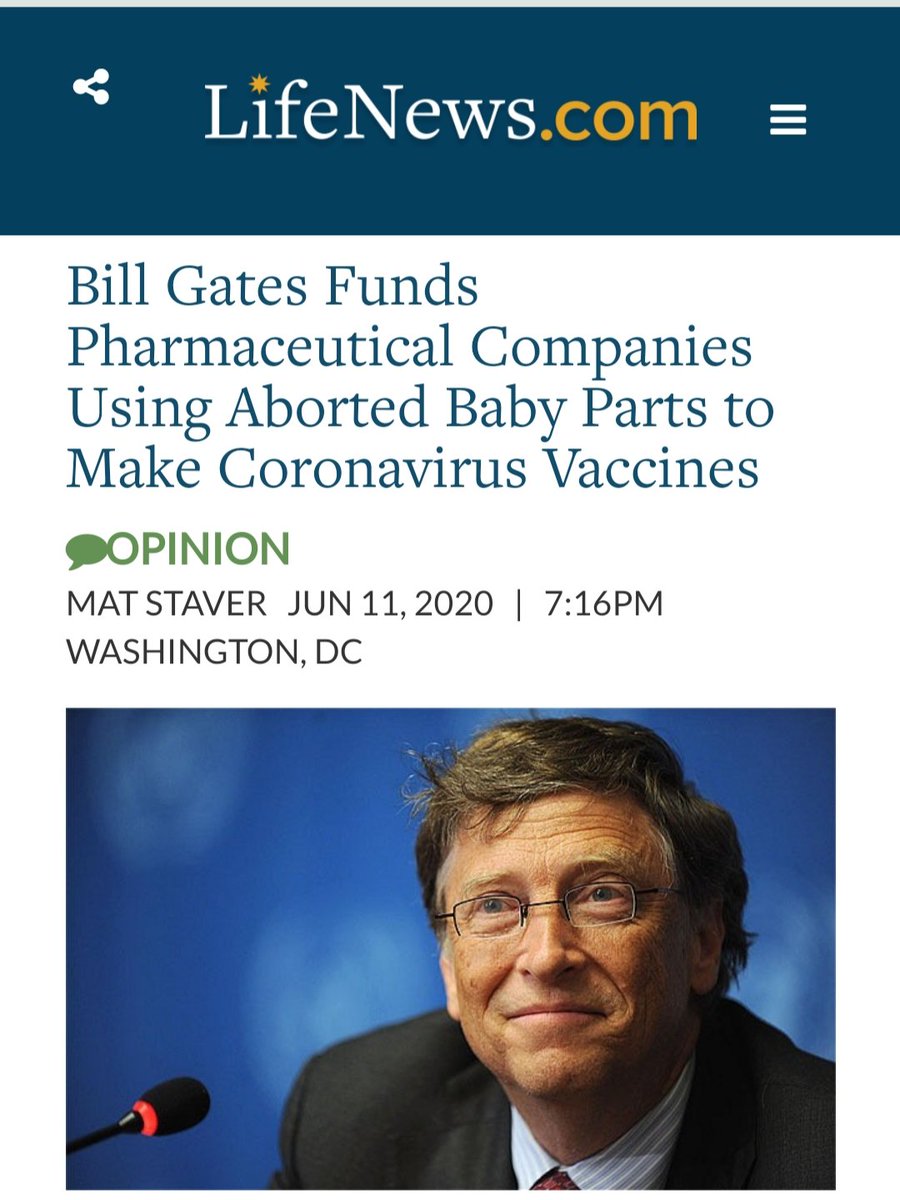 LifeNews.com
Bill Gates Funds
Pharmaceutical Companies
Using Aborted Baby Parts to
Make Coronavirus Vaccines
OPINION
MAT STAVER JUN 11, 2020 | 7:16PM
WASHINGTON, DC